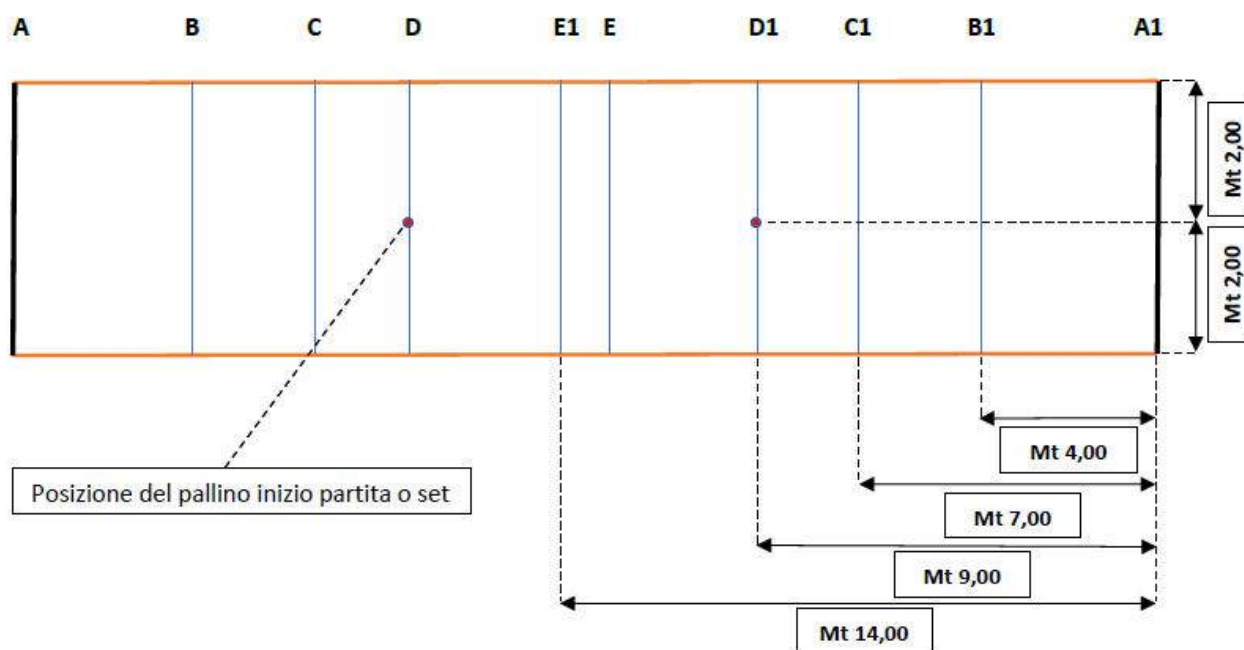 A B C D E1 E D1 C1 B1 A1
Mt 2,00
Mt 2,00
Mt 4,00
Posizione del pallino inizio partita o set
Mt 7,00
Mt 9,00
Mt 14,00